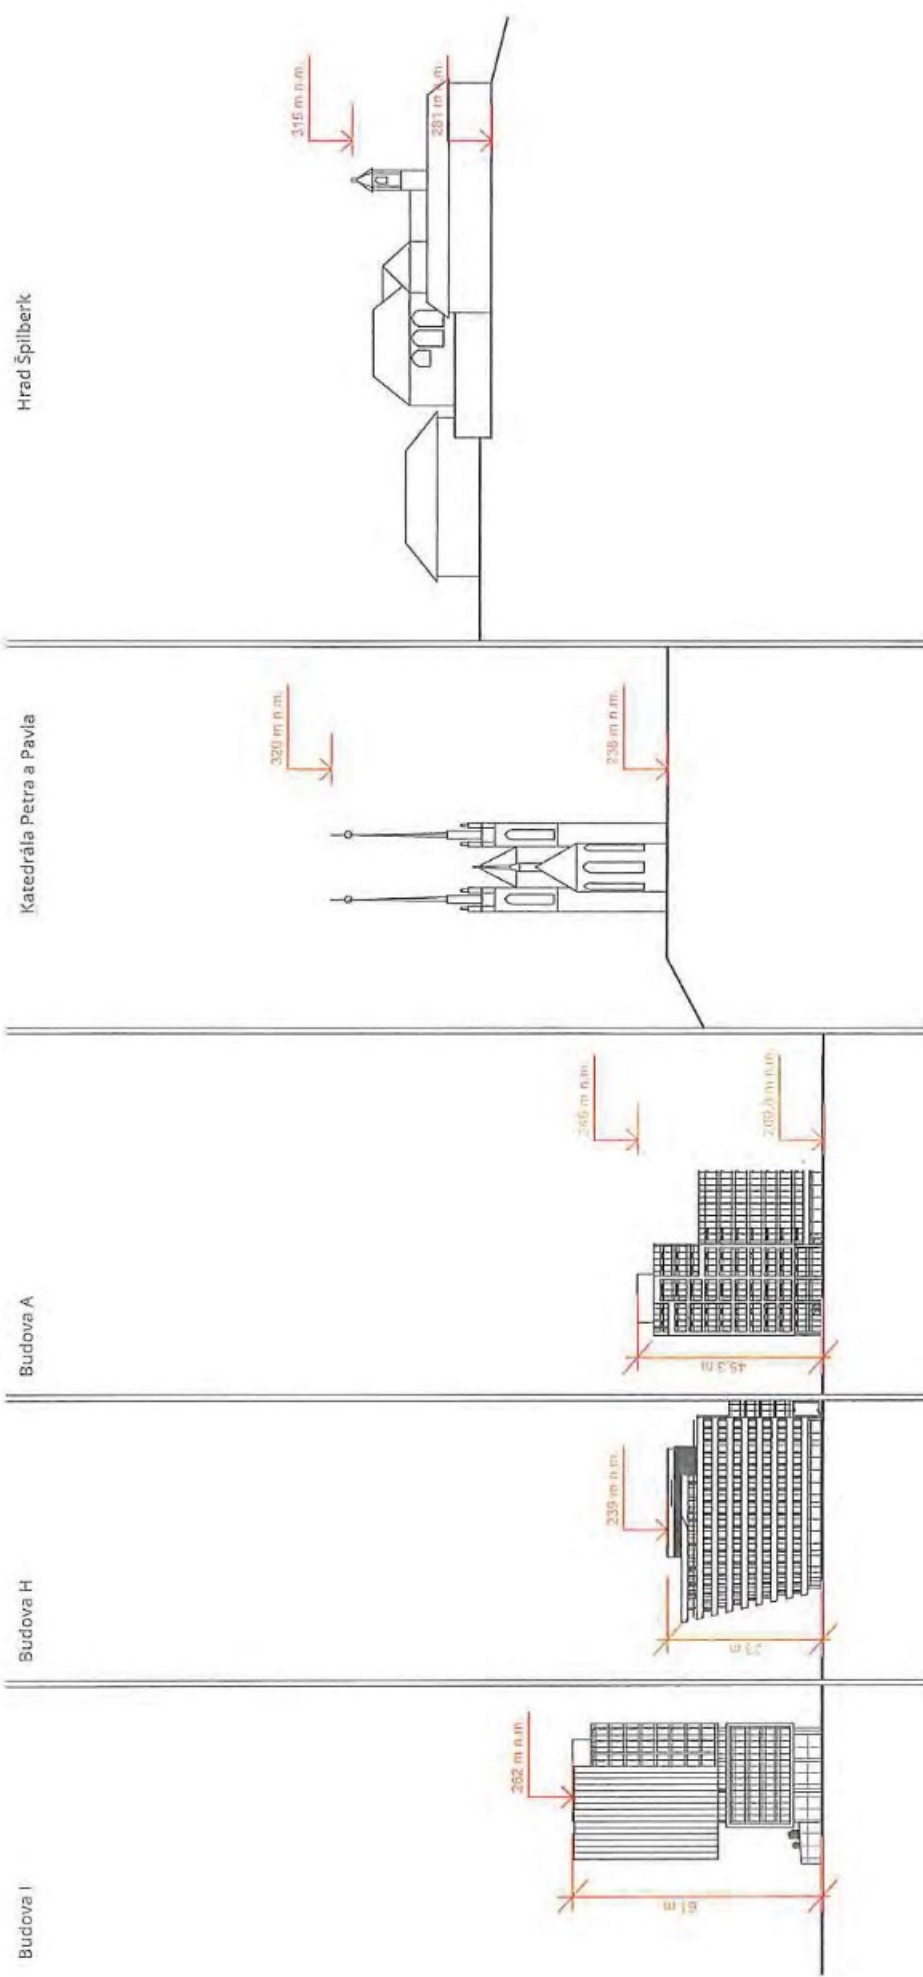 Budova I
262 m n.m.
61 m
Budova H
239 m n.m.
Budova A
45.3 m
Katedrála Petra a Pavla
320 m n.m.
238 m n.m.
Hrad Špilberk
315 m n.m.
281 m n.m.